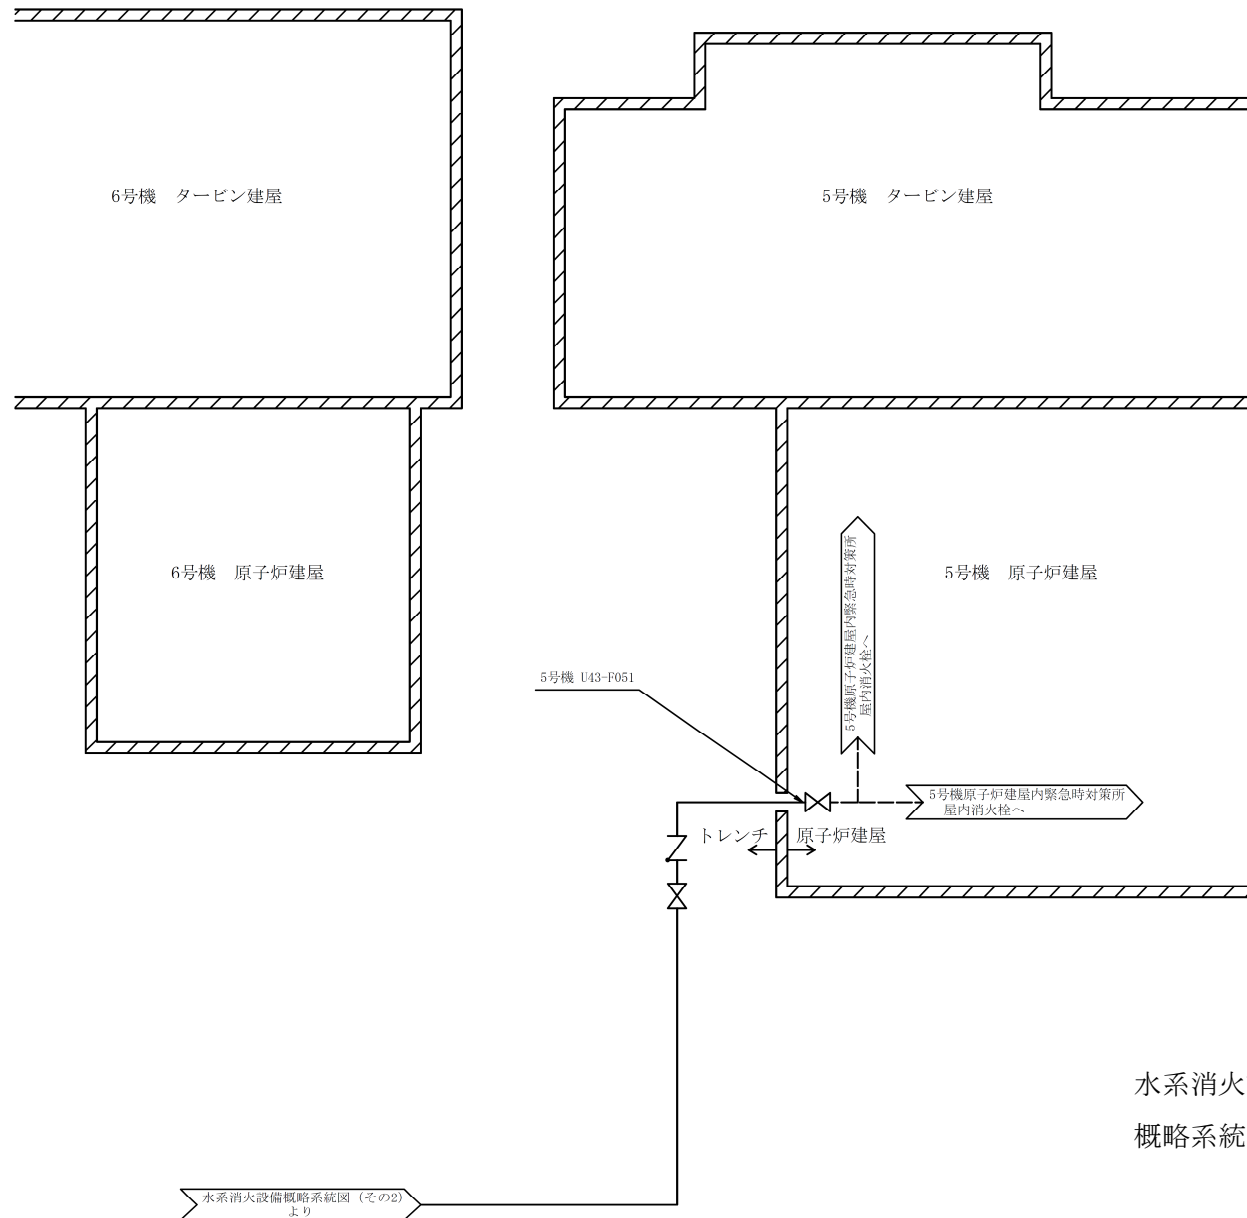 6号機　タービン建屋
5号機　タービン建屋
6号機　原子炉建屋
5号機原子炉建屋内緊急時対策所
屋内消火栓へ
5号機　原子炉建屋
5号機 U43-F051
5号機原子炉建屋内緊急時対策所
屋内消火栓へ
トレンチ
原子炉建屋
水系消火
概略系統
水系消火設備概略系統図 (その2)
より